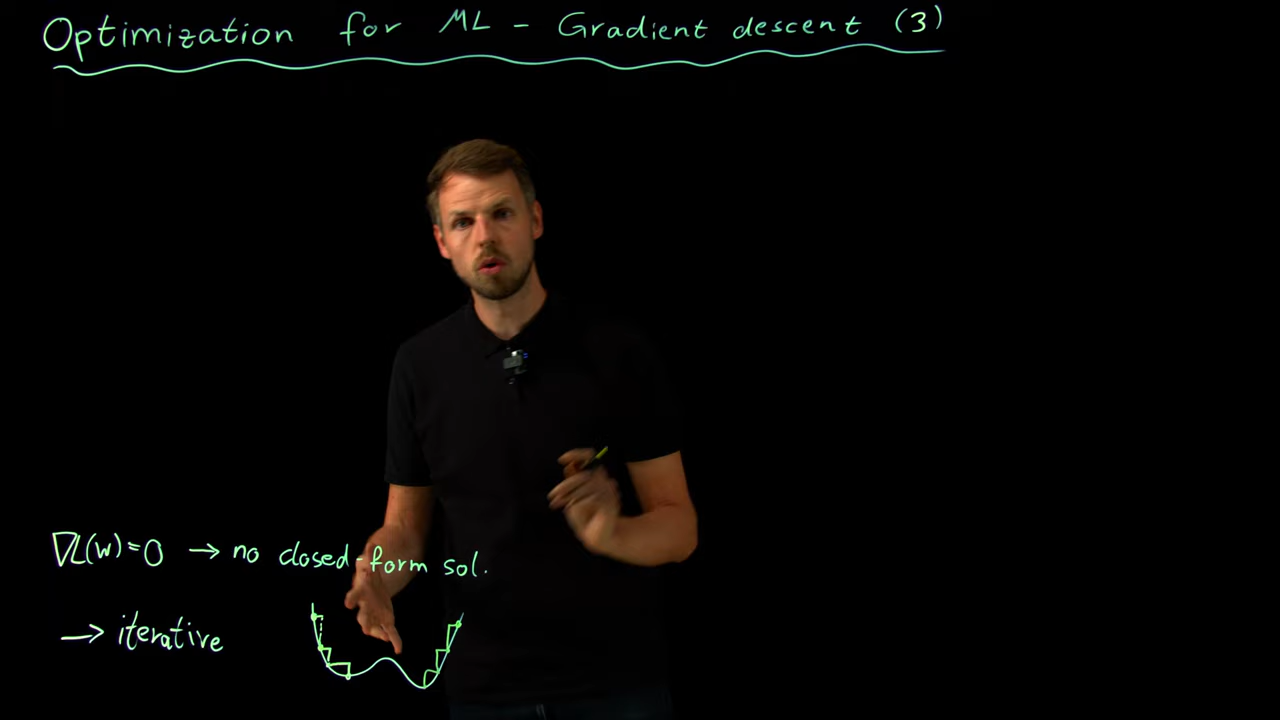 Optimization for ML - Gradient descent (3)
∇L(w)=0 → no closed-form sol.
→ iterative